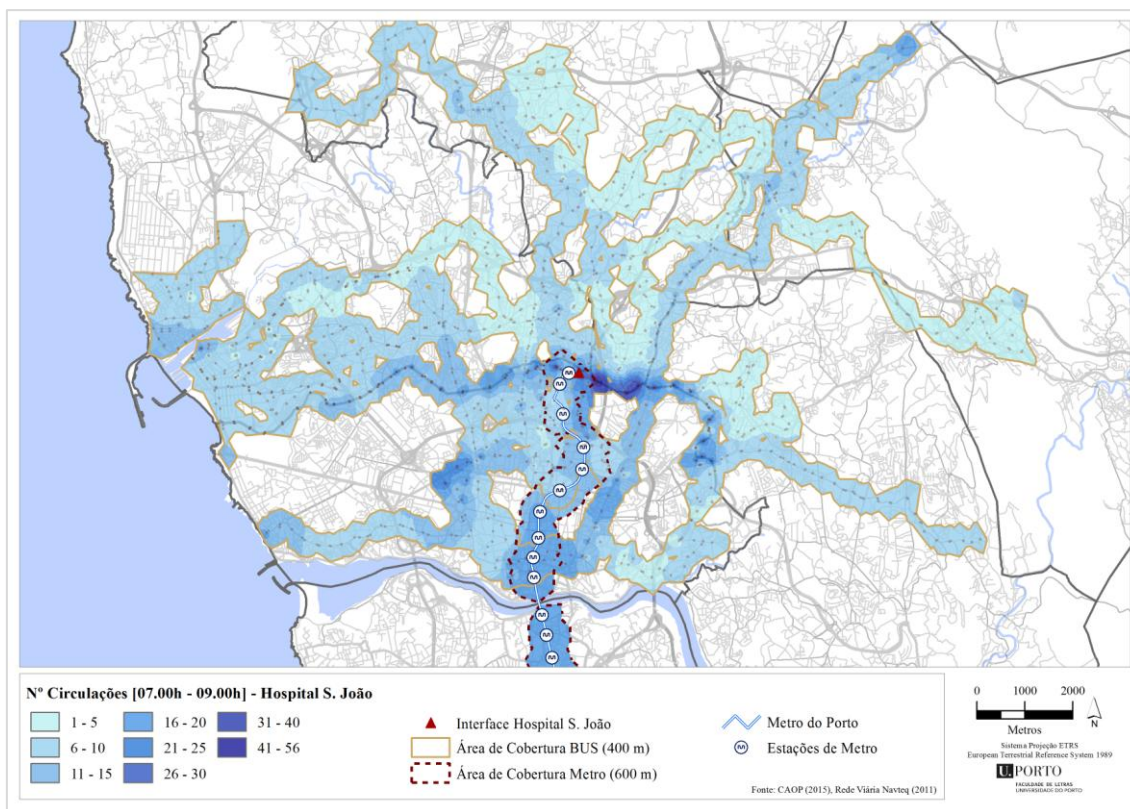 Nº Circulações [07.00h - 09.00h] - Hospital S. João
1 - 5
6 - 10
11 - 15
16 - 20
21 - 25
26 - 30
31 - 40
41 - 56
Interface Hospital S. João
Área de Cobertura BUS (400 m)
Área de Cobertura Metro (600 m)
Metro do Porto
Estações de Metro
0 1000 2000
Metros
N
Sistema Projeção ETRS
European Terrestrial Reference System 1989
U. PORTO
FACULDADE DE LETRAS
UNIVERSIDADE DO PORTO
Fonte: CAOP (2015), Rede Viária Navteq (2011)